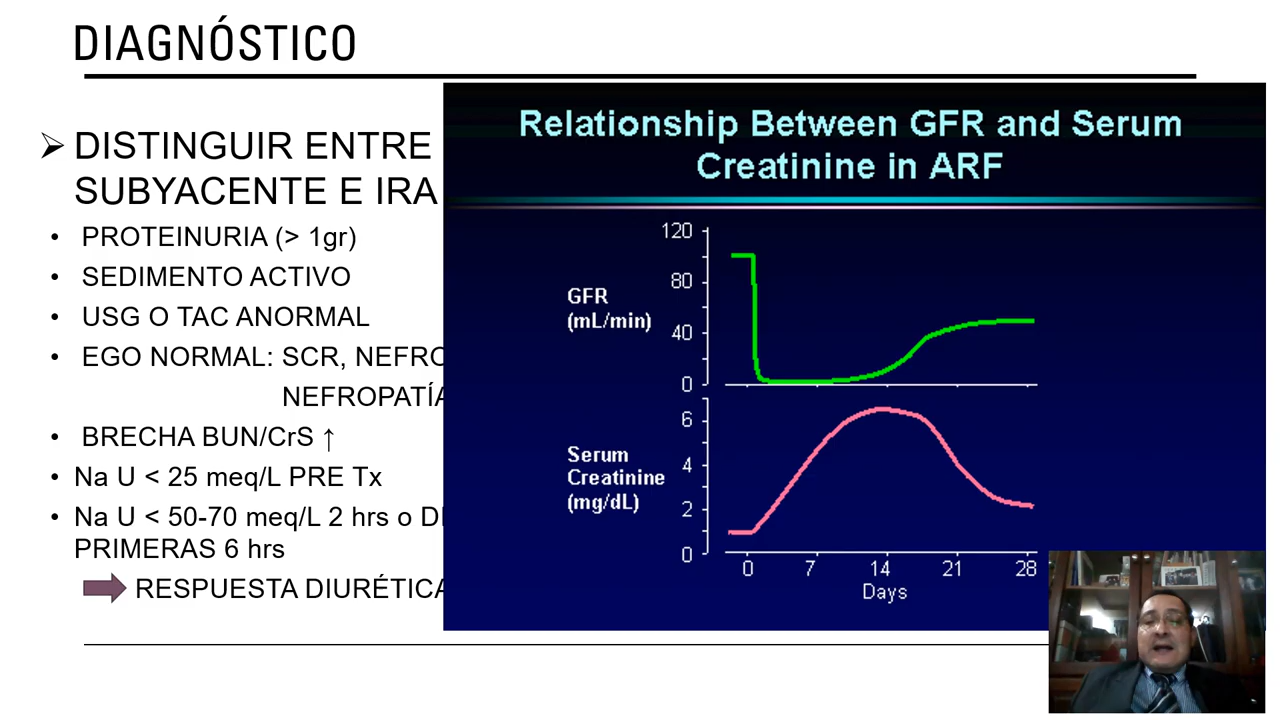 DIAGNÓSTICO
➢ DISTINGUIR ENTRE
SUBYACENTE E IRA
• PROTEINURIA (> 1gr)
• SEDIMENTO ACTIVO
• USG O TAC ANORMAL
• EGO NORMAL: SCR, NEFRO
NEFROPATÍA
• BRECHA BUN/CrS ↑
• Na U < 25 meq/L PRE Tx
• Na U < 50-70 meq/L 2 hrs o
PRIMERAS 6 hrs
RESPUESTA DIURÉTICA
Relationship Between GFR and Serum
Creatinine in ARF
GFR
(mL/min)
120
80
40
0
Serum
Creatinine
(mg/dL)
6
4
2
0
0 7 14 21 28
Days